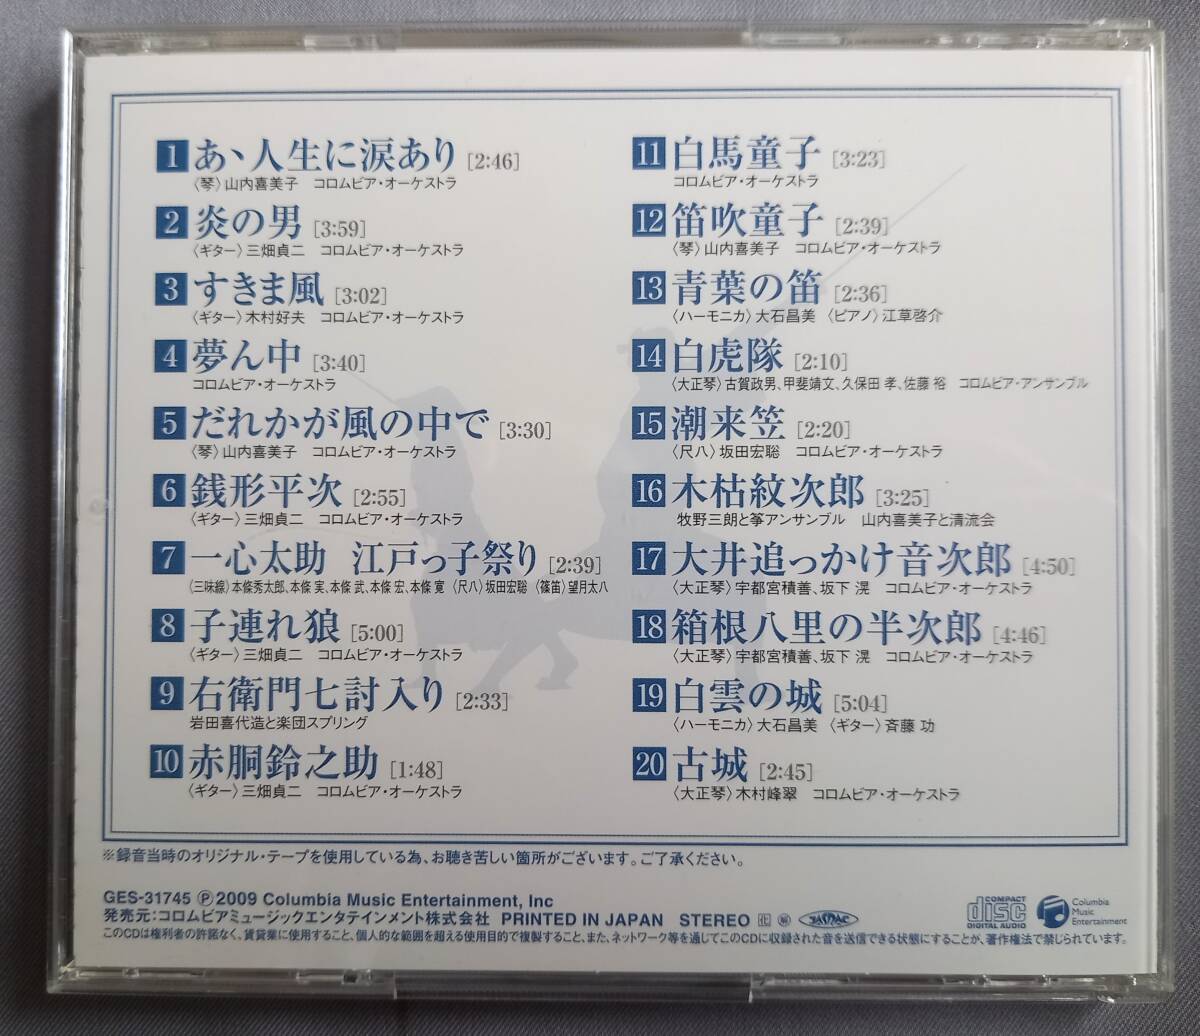 1 あゝ人生に涙あり [2:46]
〈琴〉山内喜美子　コロムビア・オーケストラ
2 炎の男 [3:59]
〈ギター〉三畑貞二　コロムビア・オーケストラ
3 すきま風 [3:02]
〈ギター〉木村好夫　コロムビア・オーケストラ
4 夢ん中 [3:40]
コロムビア・オーケストラ
5 だれかが風の中で [3:30]
〈琴〉山内喜美子　コロムビア・オーケストラ
6 銭形平次 [2:55]
〈ギター〉三畑貞二　コロムビア・オーケストラ
7 一心太助　江戸っ子祭り [2:39]
〈三味線〉本條秀太郎、本條 実、本條 武、本條 宏、本條 寛 〈尺八〉坂田宏聡 〈篠笛〉望月太八
8 子連れ狼 [5:00]
〈ギター〉三畑貞二　コロムビア・オーケストラ
9 右衛門七討入り [2:33]
岩田喜代造と楽団スプリング
10 赤胴鈴之助 [1:48]
〈ギター〉三畑貞二　コロムビア・オーケストラ
11 白馬童子 [3:23]
コロムビア・オーケストラ
12 笛吹童子 [2:39]
〈琴〉山内喜美子　コロムビア・オーケストラ
13 青葉の笛 [2:36]
〈ハーモニカ〉大石昌美 〈ピアノ〉江草啓介
14 白虎隊 [2:10]
〈大正琴〉古賀政男、甲斐靖文、久保田 孝、佐藤 裕　コロムビア・アンサンブル
15 潮来笠 [2:20]
〈尺八〉坂田宏聡　コロムビア・オーケストラ
16 木枯紋次郎 [3:25]
牧野三朗と箏アンサンブル　山内喜美子と清流会
17 大井追っかけ音次郎 [4:50]
〈大正琴〉宇都宮積善、坂下 滉　コロムビア・オーケストラ
18 箱根八里の半次郎 [4:46]
〈大正琴〉宇都宮積善、坂下 滉　コロムビア・オーケストラ
19 白雲の城 [5:04]
〈ハーモニカ〉大石昌美 〈ギター〉斉藤 功
20 古城 [2:45]
〈大正琴〉木村峰翠　コロムビア・オーケストラ
※録音当時のオリジナル・テープを使用している為、お聴き苦しい箇所がございます。ご了承ください。
GES-31745 Ⓟ2009 Columbia Music Entertainment, Inc
発売元：コロムビアミュージックエンタテインメント株式会社 PRINTED IN JAPAN STEREO JASRAC
COMPACT disc DIGITAL AUDIO
Columbia Music Entertainment
このCDは権利者の許諾なく、賃貸業に使用すること、個人的な範囲を超える使用目的で複製すること、また、ネットワーク等を通じてこのCDに収録された音を送信できる状態にすることが、著作権法で禁じられています。